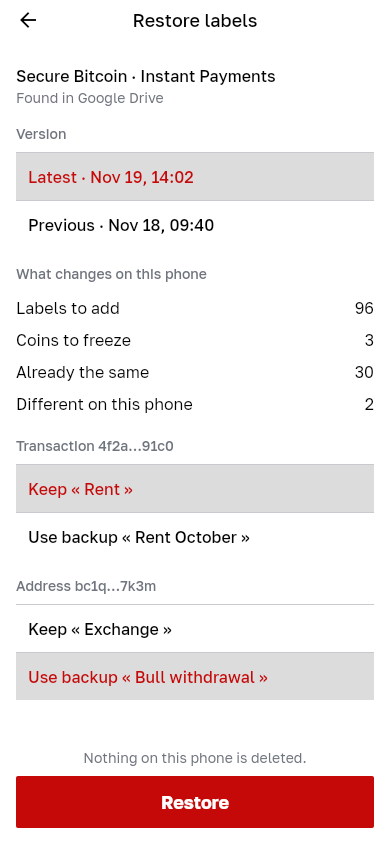 Restore labels
Secure Bitcoin · Instant Payments
Found in Google Drive
Version
Latest · Nov 19, 14:02
Previous · Nov 18, 09:40
What changes on this phone
Labels to add 96
Coins to freeze 3
Already the same 30
Different on this phone 2
Transaction 4f2a…91c0
Keep « Rent »
Use backup « Rent October »
Address bc1q…7k3m
Keep « Exchange »
Use backup « Bull withdrawal »
Nothing on this phone is deleted.
Restore